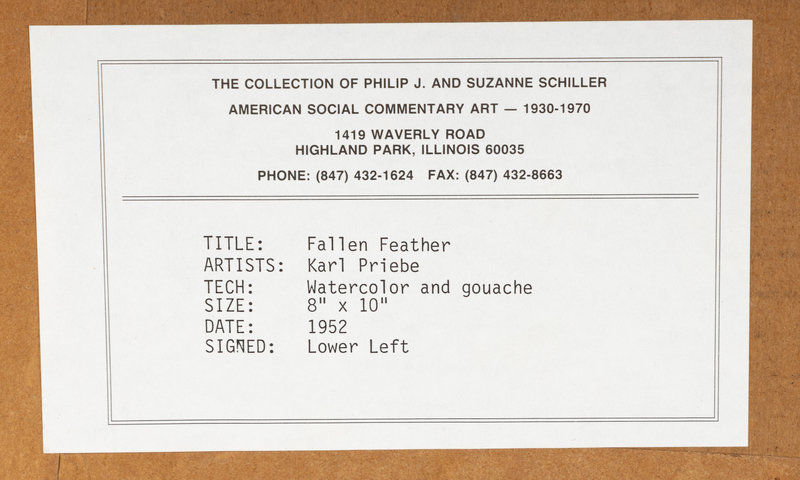 THE COLLECTION OF PHILIP J. AND SUZANNE SCHILLER
AMERICAN SOCIAL COMMENTARY ART — 1930-1970
1419 WAVERLY ROAD
HIGHLAND PARK, ILLINOIS 60035
PHONE: (847) 432-1624 FAX: (847) 432-8663
TITLE: Fallen Feather
ARTISTS: Karl Priebe
TECH: Watercolor and gouache
SIZE: 8" x 10"
DATE: 1952
SIGNED: Lower Left